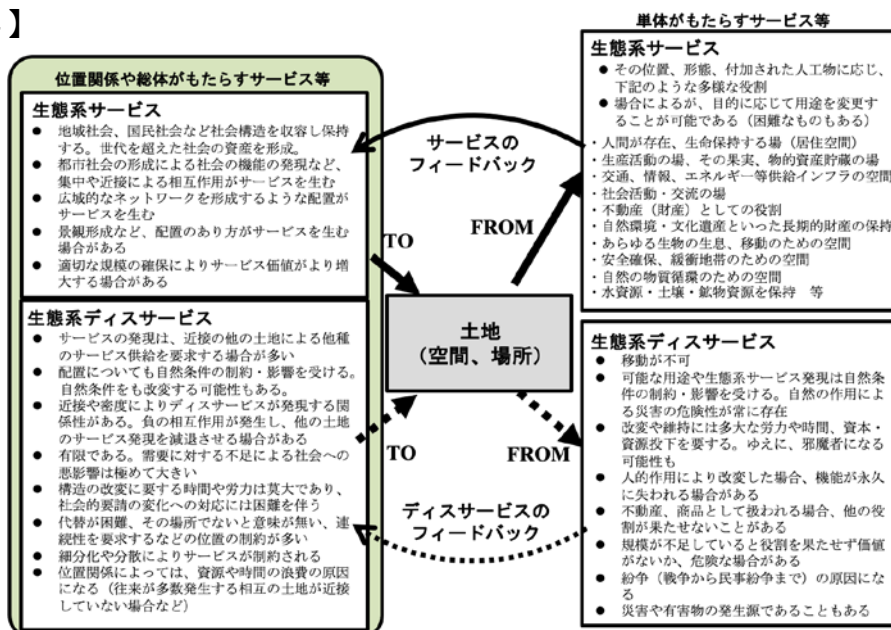 】
位置関係や総体がもたらすサービス等
生態系サービス
● 地域社会、国民社会など社会構造を収容し保持
する。世代を超えた社会の資産を形成。
● 都市社会の形成による社会の機能の発現など、
集中や近接による相互作用がサービスを生む
● 広域的なネットワークを形成するような配置が
サービスを生む
● 景観形成など、配置のあり方がサービスを生む
場合がある
● 適切な規模の確保によりサービス価値がより増
大する場合がある
生態系ディスサービス
● サービスの発現は、近接の他の土地による他種
のサービス供給を要求する場合が多い
● 配置についても自然条件の制約・影響を受ける。
自然条件をも改変する可能性もある。
● 近接や密度によりディスサービスが発現する関
係性がある。負の相互作用が発生し、他の土地
のサービス発現を減退させる場合がある
● 有限である。需要に対する不足による社会への
悪影響は極めて大きい
● 構造の改変に要する時間や労力は莫大であり、
社会的要請の変化への対応には困難を伴う
● 代替が困難、その場所でないと意味が無い、連
続性を要求するなどの位置の制約が多い
● 細分化や分散によりサービスが制約される
● 位置関係によっては、資源や時間の浪費の原因
になる（往来が多数発生する相互の土地が近接
していない場合など）
サービスの
フィードバック
TO
FROM
土地
（空間、場所）
TO
FROM
ディスサービスの
フィードバック
単体がもたらすサービス等
生態系サービス
● その位置、形態、付加された人工物に応じ、
下記のような多様な役割
● 場合によるが、目的に応じて用途を変更す
ることが可能である（困難なものもある）
・人間が存在、生命保持する場（居住空間）
・生産活動の場、その果実、物的資産貯蔵の場
・交通、情報、エネルギー等供給インフラの空間
・社会活動・交流の場
・不動産（財産）としての役割
・自然環境・文化遺産といった長期的財産の保持
・あらゆる生物の生息、移動のための空間
・安全確保、緩衝地帯のための空間
・自然の物質循環のための空間
・水資源・土壌・鉱物資源を保持 等
生態系ディスサービス
● 移動が不可
● 可能な用途や生態系サービス発現は自然条
件の制約・影響を受ける。自然の作用によ
る災害の危険性が常に存在
● 改変や維持には多大な労力や時間、資本・
資源投下を要する。ゆえに、邪魔者になる
可能性も
● 人的作用により改変した場合、機能が永久
に失われる場合がある
● 不動産、商品として扱われる場合、他の役
割が果たせないことがある
● 規模が不足していると役割を果たせず価値
がないか、危険な場合がある
● 紛争（戦争から民事紛争まで）の原因にな
る
● 災害や有害物の発生源であることもある